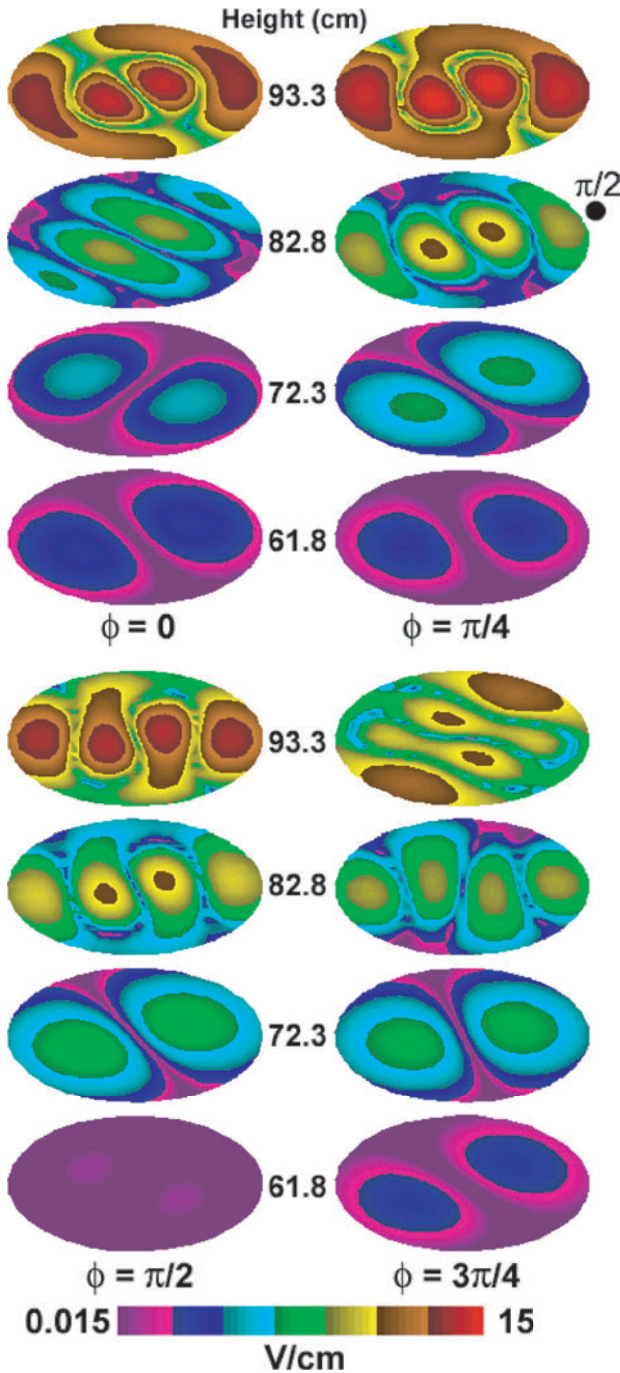 Height (cm)
93.3
π/2
82.8
72.3
61.8
ϕ = 0 ϕ = π/4
93.3
82.8
72.3
61.8
ϕ = π/2 ϕ = 3π/4
0.015 15
V/cm